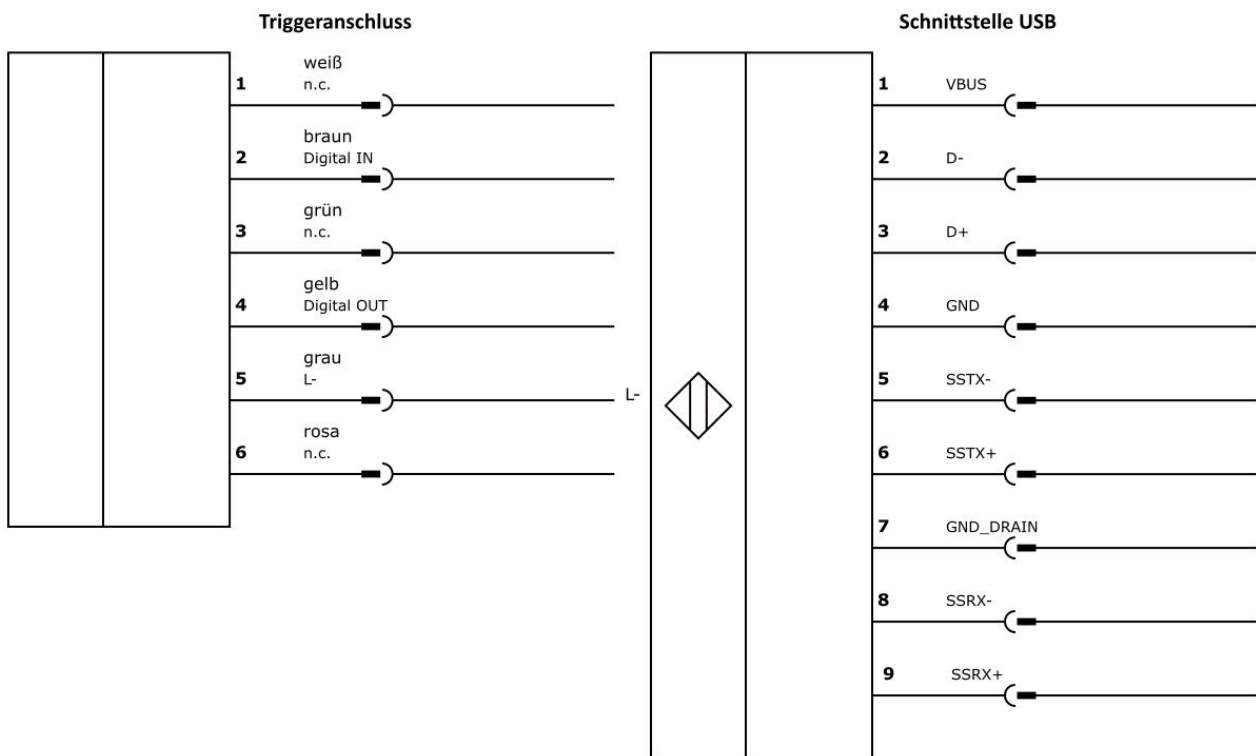 Triggeranschluss
weiß
1 n.c.
braun
2 Digital IN
grün
3 n.c.
gelb
4 Digital OUT
grau
5 L-
L-
rosa
6 n.c.
Schnittstelle USB
1 VBUS
2 D-
3 D+
4 GND
5 SSTX-
6 SSTX+
7 GND_DRAIN
8 SSRX-
9 SSRX+